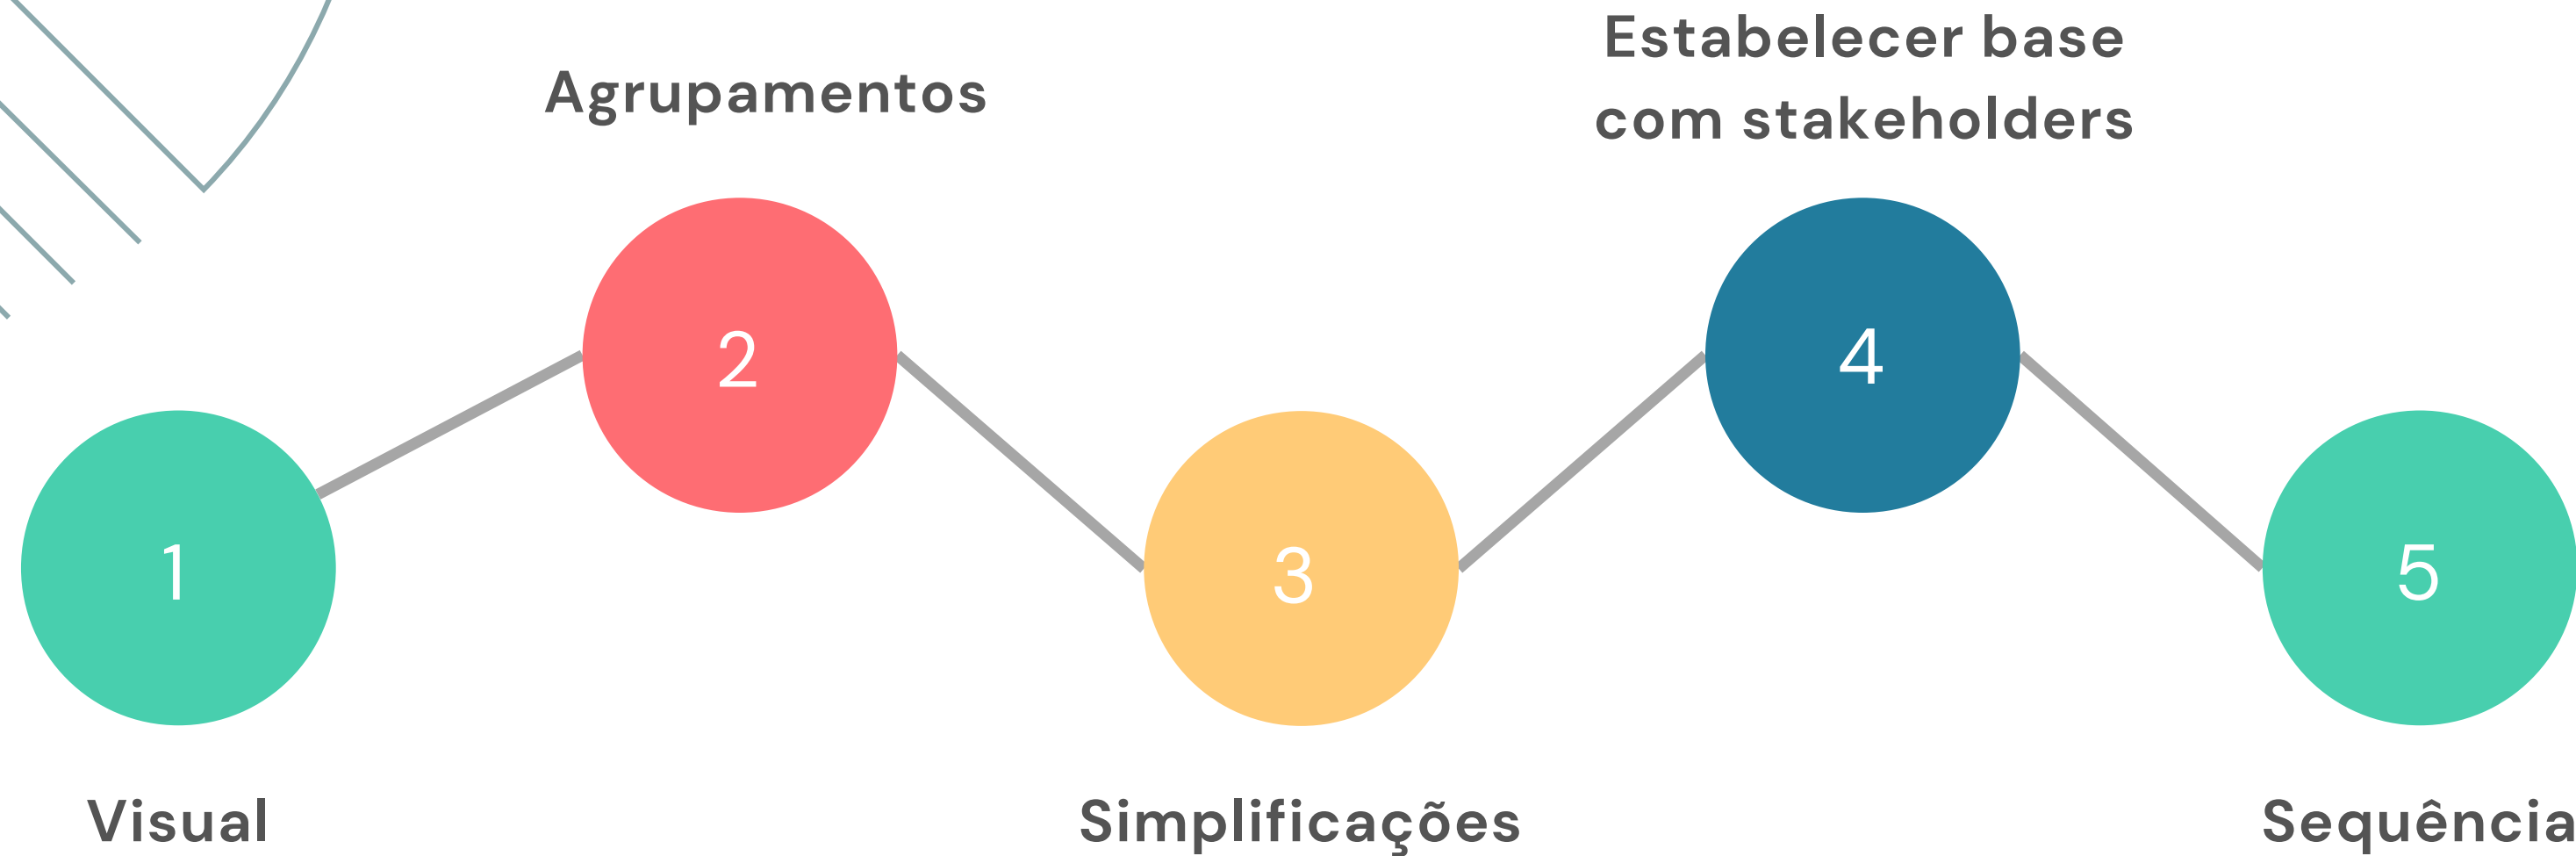 Estabelecer base
com stakeholders
Agrupamentos
2
4
1
3
5
Visual
Simplificações
Sequência